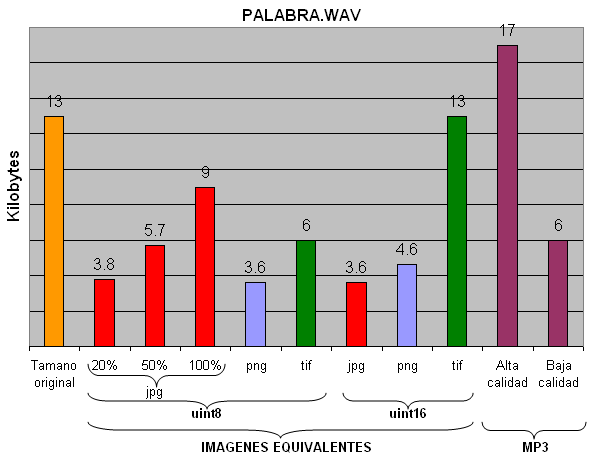 PALABRA.WAV
Kilobytes
13
3.8
5.7
9
3.6
6
3.6
4.6
13
17
6
Tamano original
20%
50%
100%
png
tif
jpg
png
tif
Alta calidad
Baja calidad
jpg
uint8
uint16
IMAGENES EQUIVALENTES
MP3